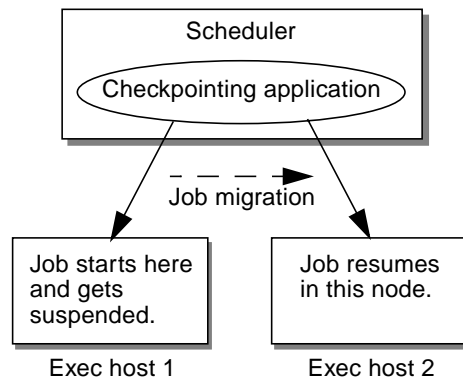 Scheduler
Checkpointing application
Job migration
Job starts here
and gets
suspended.
Job resumes
in this node.
Exec host 1
Exec host 2